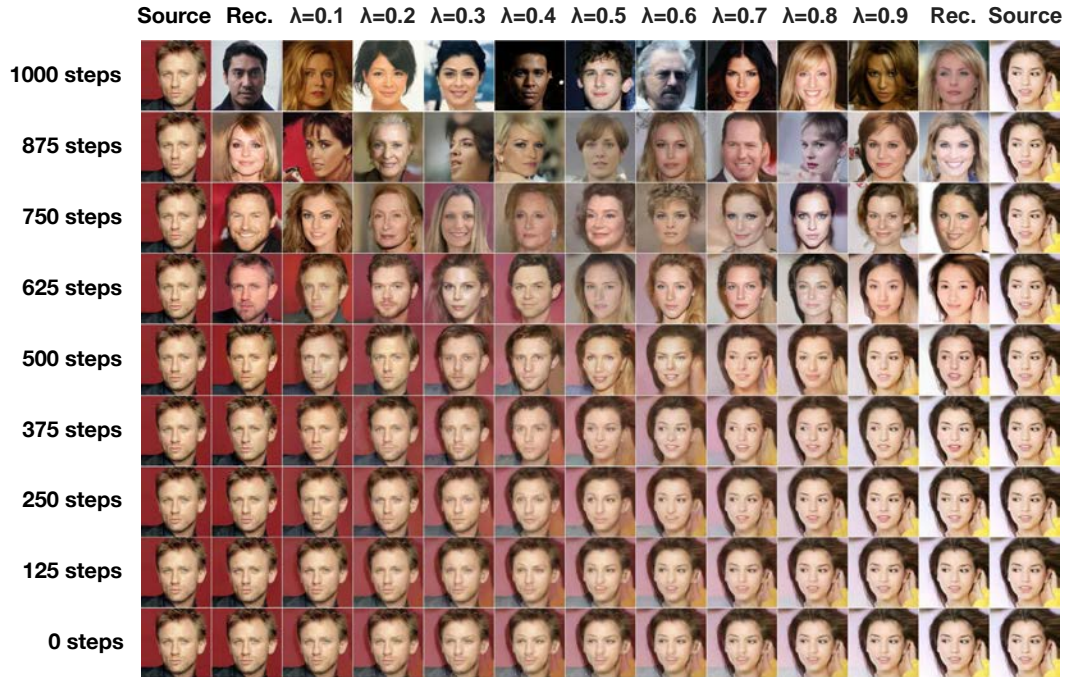 Source Rec. λ=0.1 λ=0.2 λ=0.3 λ=0.4 λ=0.5 λ=0.6 λ=0.7 λ=0.8 λ=0.9 Rec. Source
1000 steps
875 steps
750 steps
625 steps
500 steps
375 steps
250 steps
125 steps
0 steps